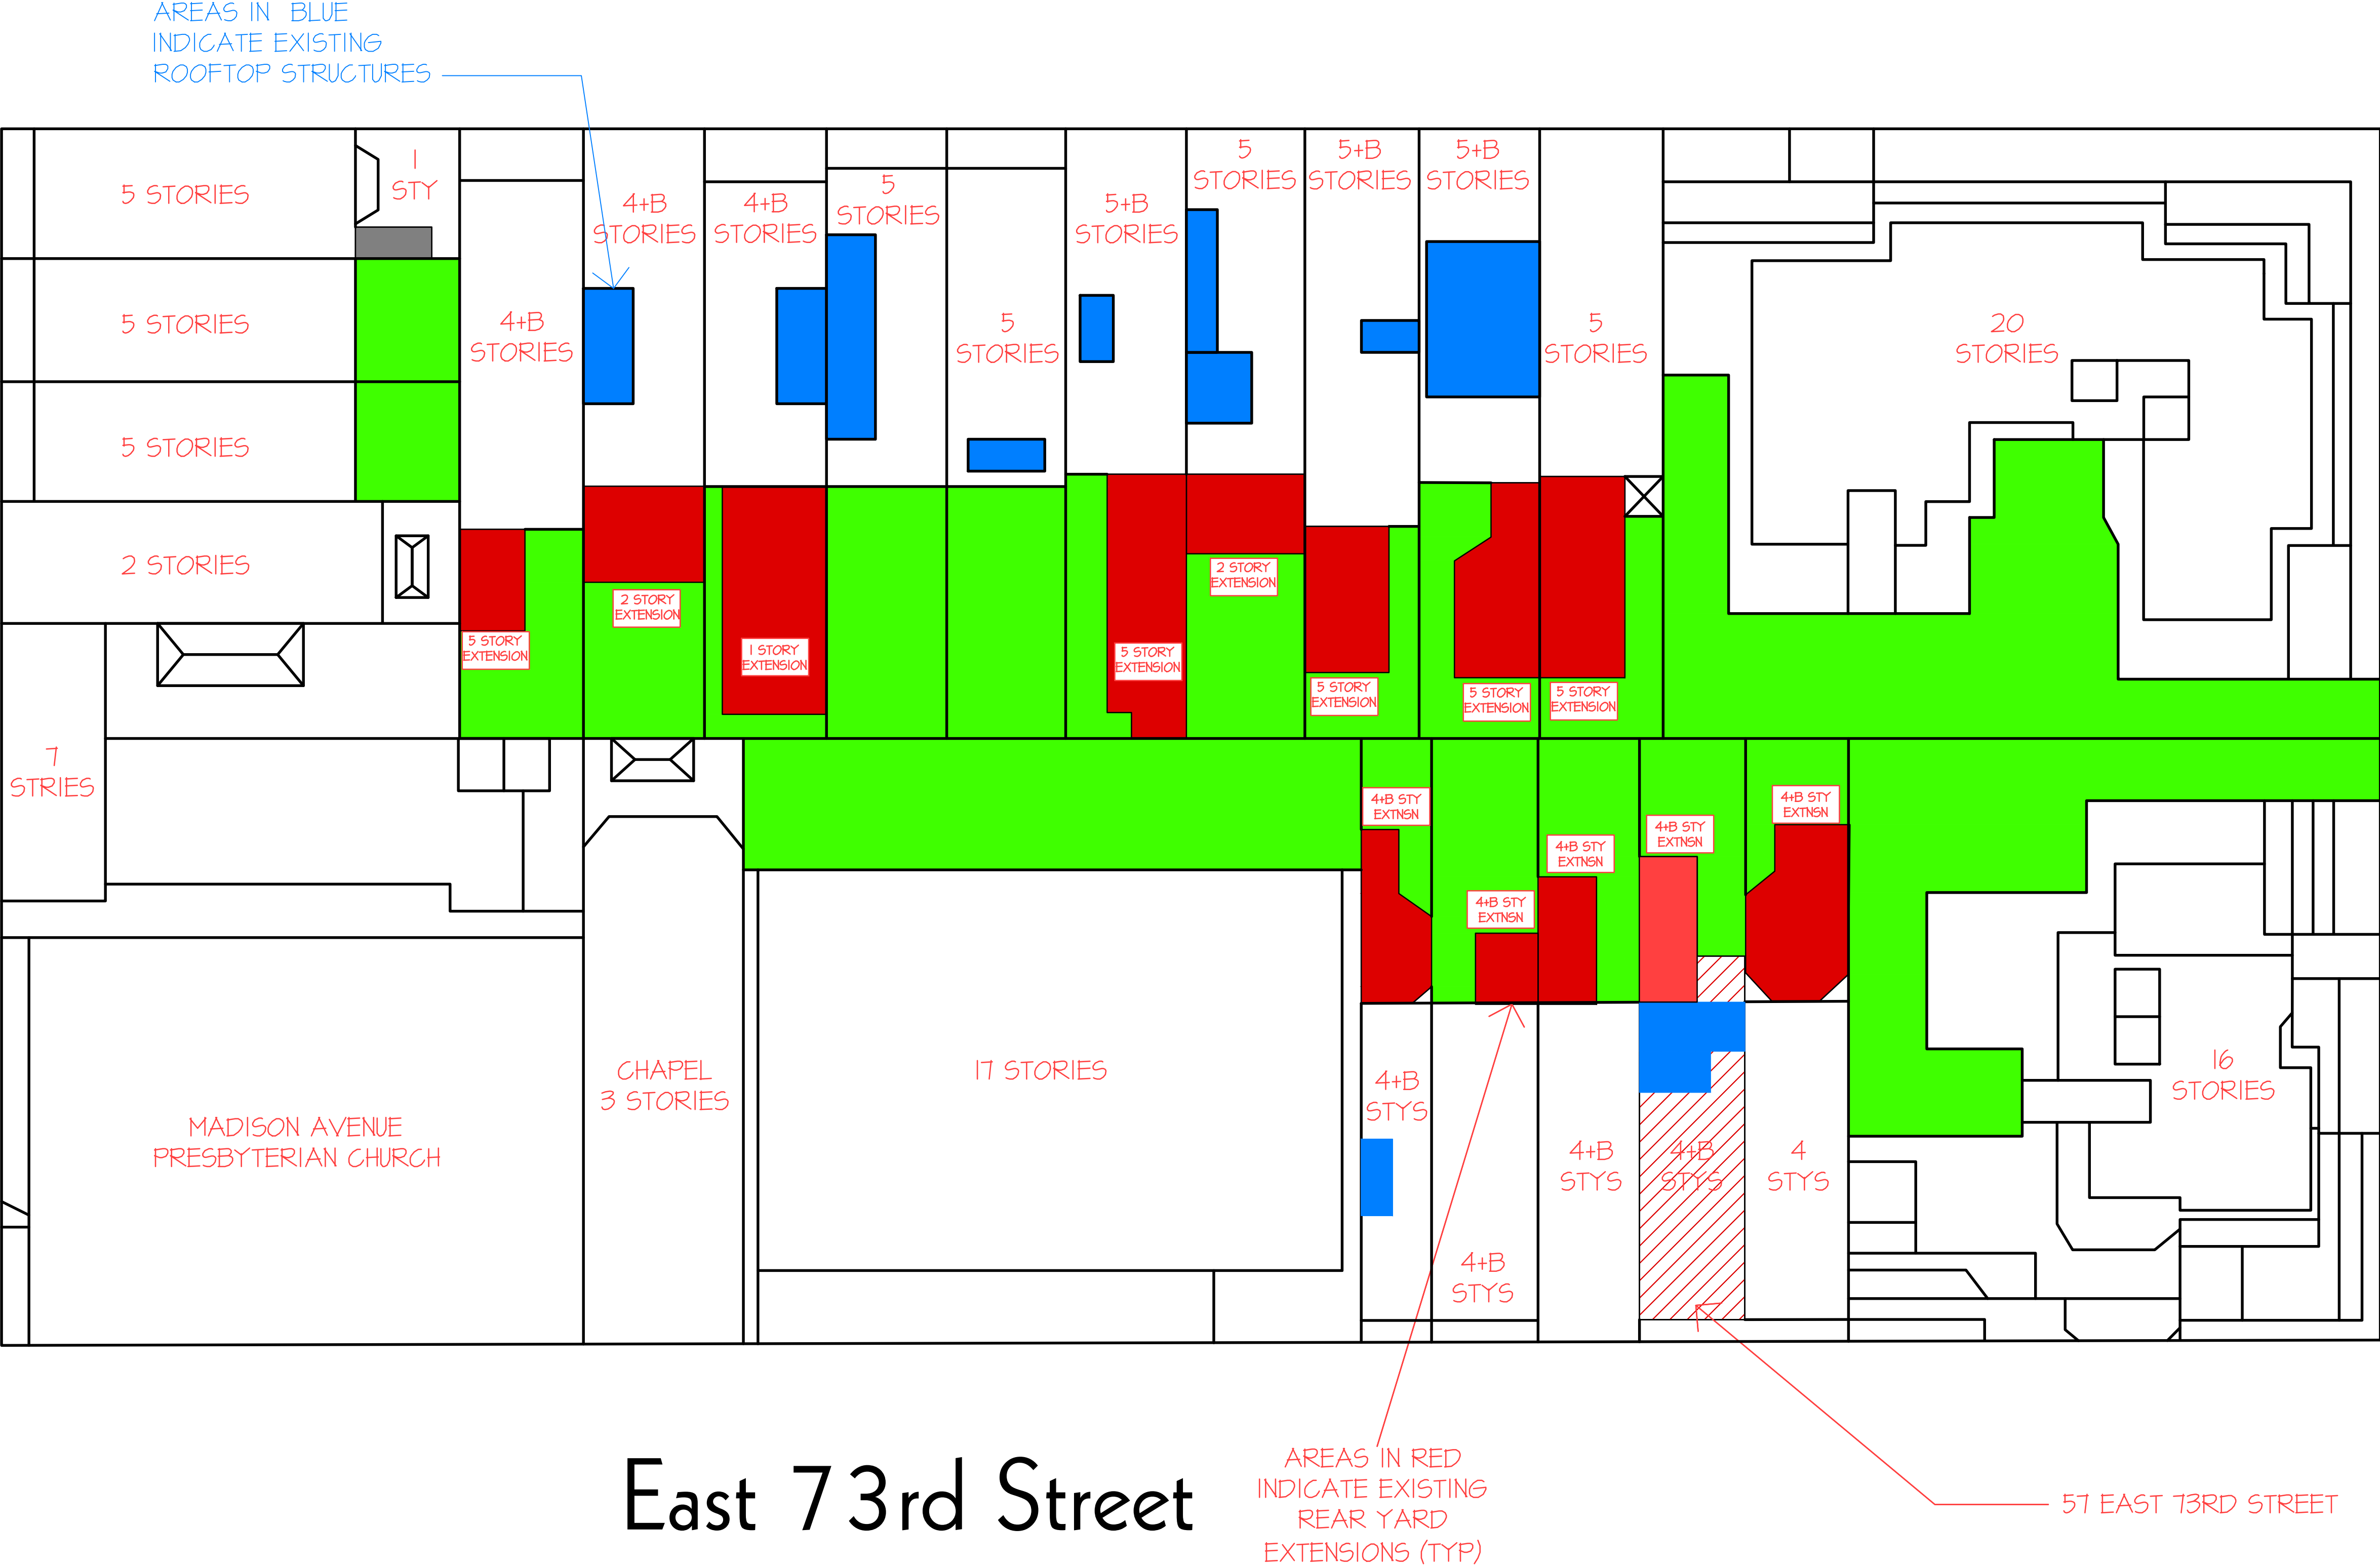 AREAS IN BLUE
INDICATE EXISTING
ROOFTOP STRUCTURES
5 STORIES
1
STY
5 STORIES
5 STORIES
2 STORIES
4+B
STORIES
4+B
STORIES
4+B
STORIES
5
STORIES
5
STORIES
5+B
STORIES
5
STORIES
5+B
STORIES
5+B
STORIES
5
STORIES
20
STORIES
5 STORY
EXTENSION
2 STORY
EXTENSION
1 STORY
EXTENSION
5 STORY
EXTENSION
2 STORY
EXTENSION
5 STORY
EXTENSION
5 STORY
EXTENSION
5 STORY
EXTENSION
7
STRIES
4+B STY
EXTNSN
4+B STY
EXTNSN
4+B STY
EXTNSN
4+B STY
EXTNSN
4+B STY
EXTNSN
MADISON AVENUE
PRESBYTERIAN CHURCH
CHAPEL
3 STORIES
17 STORIES
4+B
STYS
4+B
STYS
4+B
STYS
4+B
STYS
4
STYS
16
STORIES
East 73rd Street
AREAS IN RED
INDICATE EXISTING
REAR YARD
EXTENSIONS (TYP)
57 EAST 73RD STREET